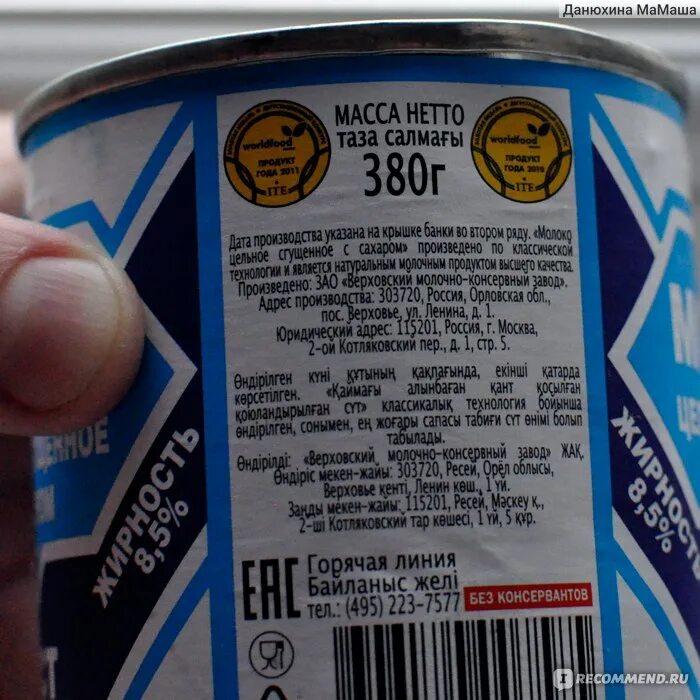 Данюхина МаМаша
МАССА НЕТТО
таза салмағы
380г
worldfood
ПРОДУКТ
ГОДА 2011
ITE
worldfood
ПРОДУКТ
ГОДА 2010
ITE
Дата производства указана на крышке банки во втором ряду. «Молоко
цельное сгущенное с сахаром» произведено по классической
технологии и является натуральным молочным продуктом высшего качества.
Произведено: ЗАО «Верховский молочно-консервный завод».
Адрес производства: 303720, Россия, Орловская обл.,
пос. Верховье, ул. Ленина, д. 1.
Юридический адрес: 115201, Россия, г. Москва,
2-ой Котляковский пер., д. 1, стр. 5.
Өндірілген күні құтының қақпағында, екінші қатарда
көрсетілген. «Қаймағы алынбаған қант қосылған
қоюландырылған сүт» классикалық технология бойынша
өндірілген, сонымен, ең жоғары сапасы табиғи сүт өнімі болып
табылады.
Өндірілді: «Верховский молочно-консервный завод» ЖАҚ.
Өндіріс мекен-жайы: 303720, Ресей, Орёл облысы,
Верховье кенті, Ленин көш., 1 үй.
Заңды мекен-жайы: 115201, Ресей, Мәскеу қ.,
2-ші Котляковский тар көшесі, 1 үй, 5 құр.
ЕАС
Горячая линия
Байланыс желі
тел.: (495) 223-7577
БЕЗ КОНСЕРВАНТОВ
ЖИРНОСТЬ
8,5%
ЖИРНОСТЬ
8,5%
IRECOMMEND.RU